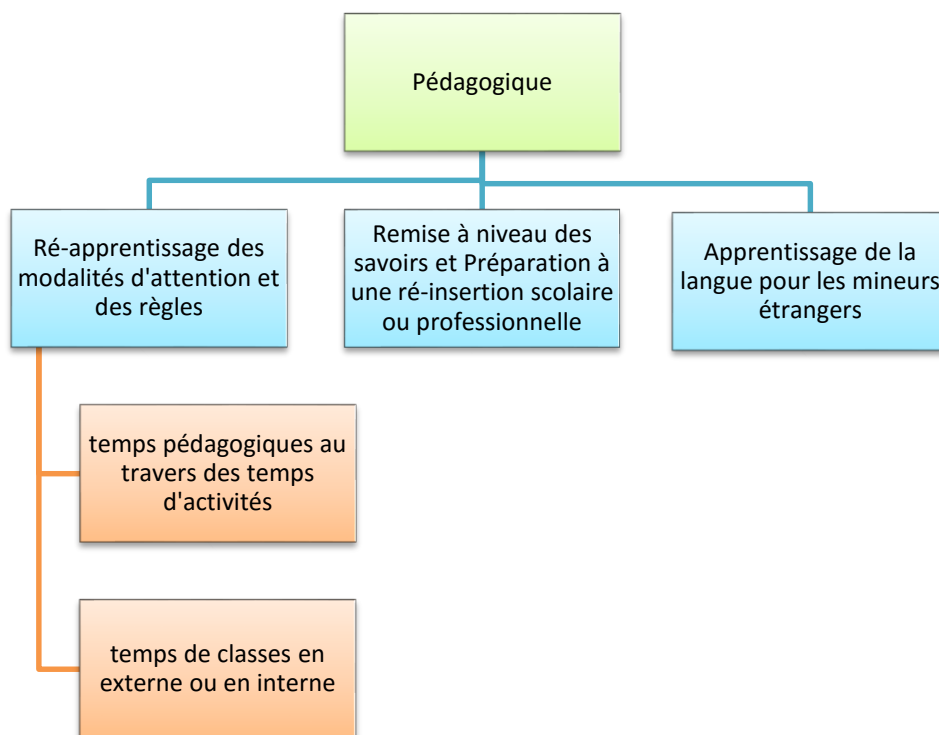 Pédagogique
Ré-apprentissage des
modalités d'attention et
des règles
Remise à niveau des
savoirs et Préparation à
une ré-insertion scolaire
ou professionnelle
Apprentissage de la
langue pour les mineurs
étrangers
temps pédagogiques au
travers des temps
d'activités
temps de classes en
externe ou en interne